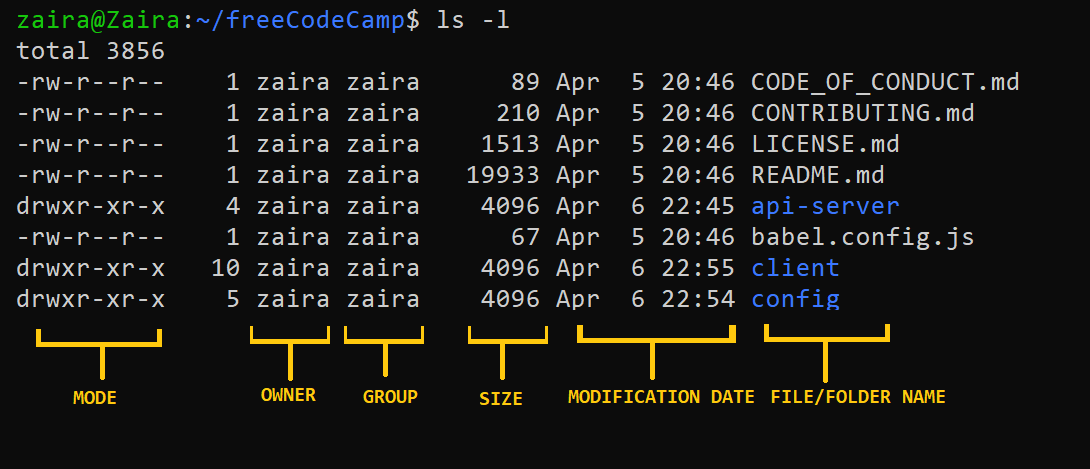 zaira@Zaira:~/freeCodeCamp$ ls -l
total 3856
-rw-r--r-- 1 zaira zaira 89 Apr 5 20:46 CODE_OF_CONDUCT.md
-rw-r--r-- 1 zaira zaira 210 Apr 5 20:46 CONTRIBUTING.md
-rw-r--r-- 1 zaira zaira 1513 Apr 5 20:46 LICENSE.md
-rw-r--r-- 1 zaira zaira 19933 Apr 5 20:46 README.md
drwxr-xr-x 4 zaira zaira 4096 Apr 6 22:45 api-server
-rw-r--r-- 1 zaira zaira 67 Apr 5 20:46 babel.config.js
drwxr-xr-x 10 zaira zaira 4096 Apr 6 22:55 client
drwxr-xr-x 5 zaira zaira 4096 Apr 6 22:54 config
MODE OWNER GROUP SIZE MODIFICATION DATE FILE/FOLDER NAME